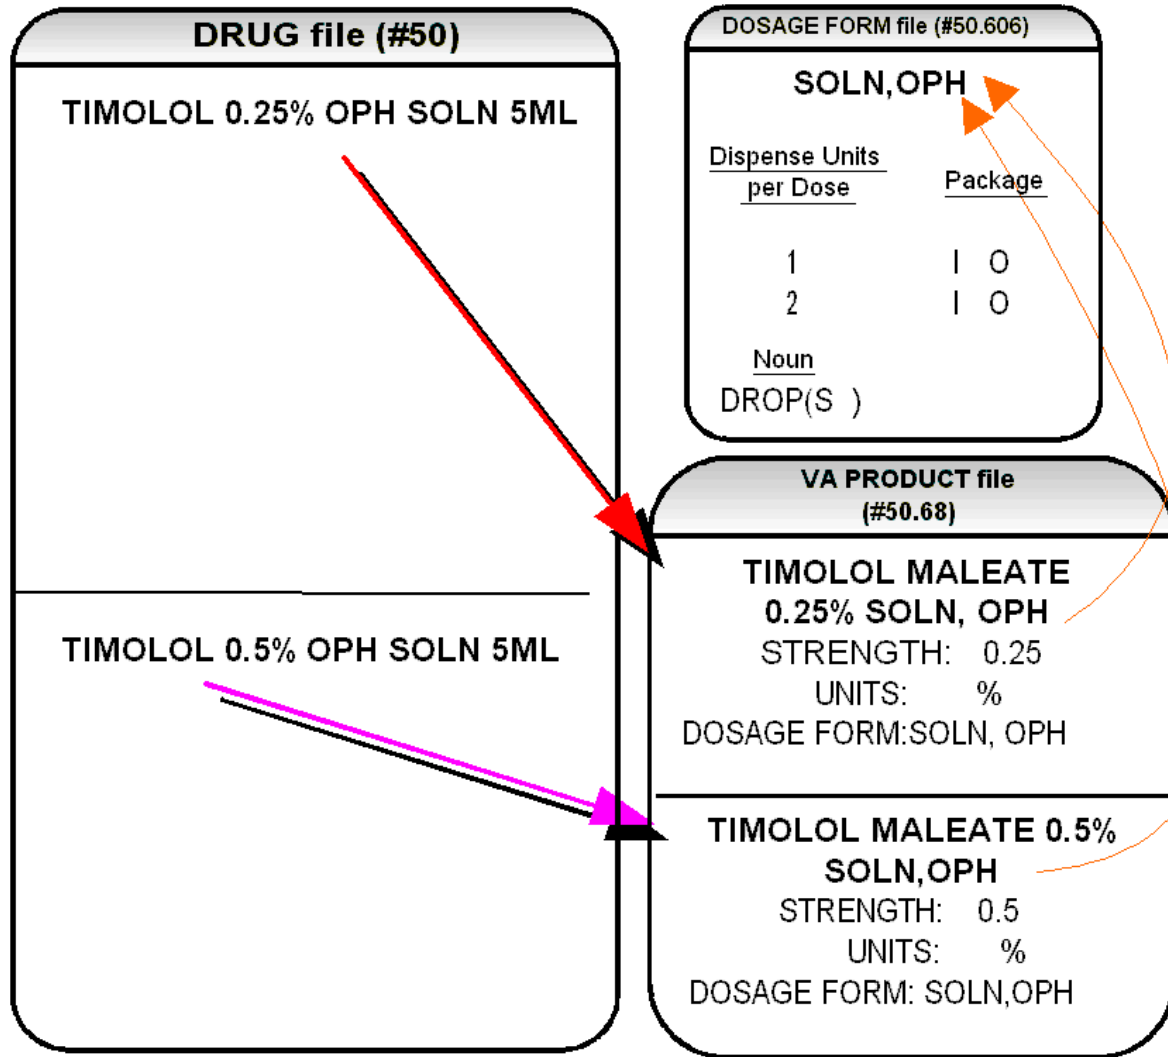 DRUG file (#50)
TIMOLOL 0.25% OPH SOLN 5ML
TIMOLOL 0.5% OPH SOLN 5ML
DOSAGE FORM file (#50.606)
SOLN,OPH
Dispense Units
per Dose
Package
1 I O
2 I O
Noun
DROP(S )
VA PRODUCT file
(#50.68)
TIMOLOL MALEATE
0.25% SOLN, OPH
STRENGTH: 0.25
UNITS: %
DOSAGE FORM:SOLN, OPH
TIMOLOL MALEATE 0.5%
SOLN,OPH
STRENGTH: 0.5
UNITS: %
DOSAGE FORM: SOLN,OPH